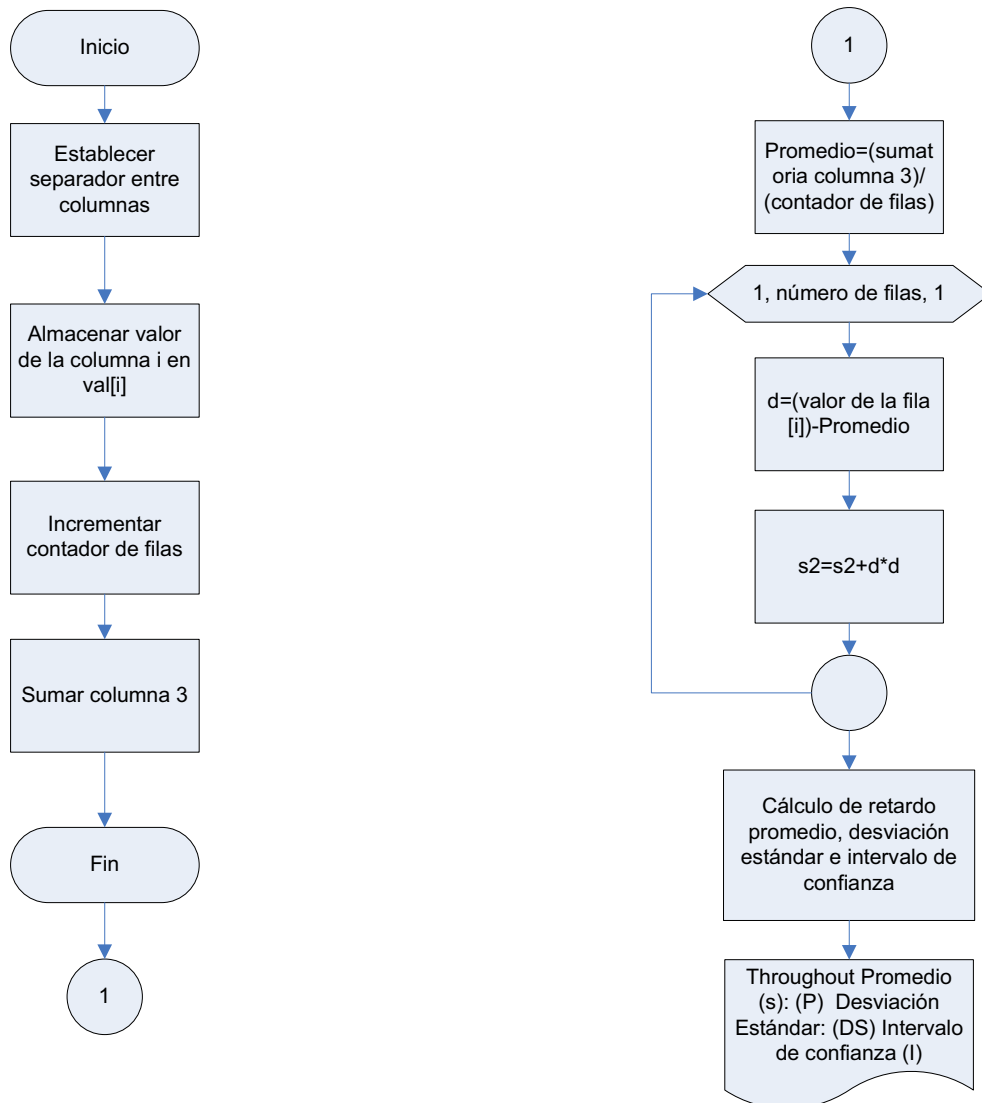 Inicio
Establecer
separador entre
columnas
Almacenar valor
de la columna i en
val[i]
Incrementar
contador de filas
Sumar columna 3
Fin
1
1
Promedio=(sumat
oria columna 3)/
(contador de filas)
1, número de filas, 1
d=(valor de la fila
[i])-Promedio
s2=s2+d*d
Cálculo de retardo
promedio, desviación
estándar e intervalo de
confianza
Throughout Promedio
(s): (P)  Desviación
Estándar: (DS) Intervalo
de confianza (I)